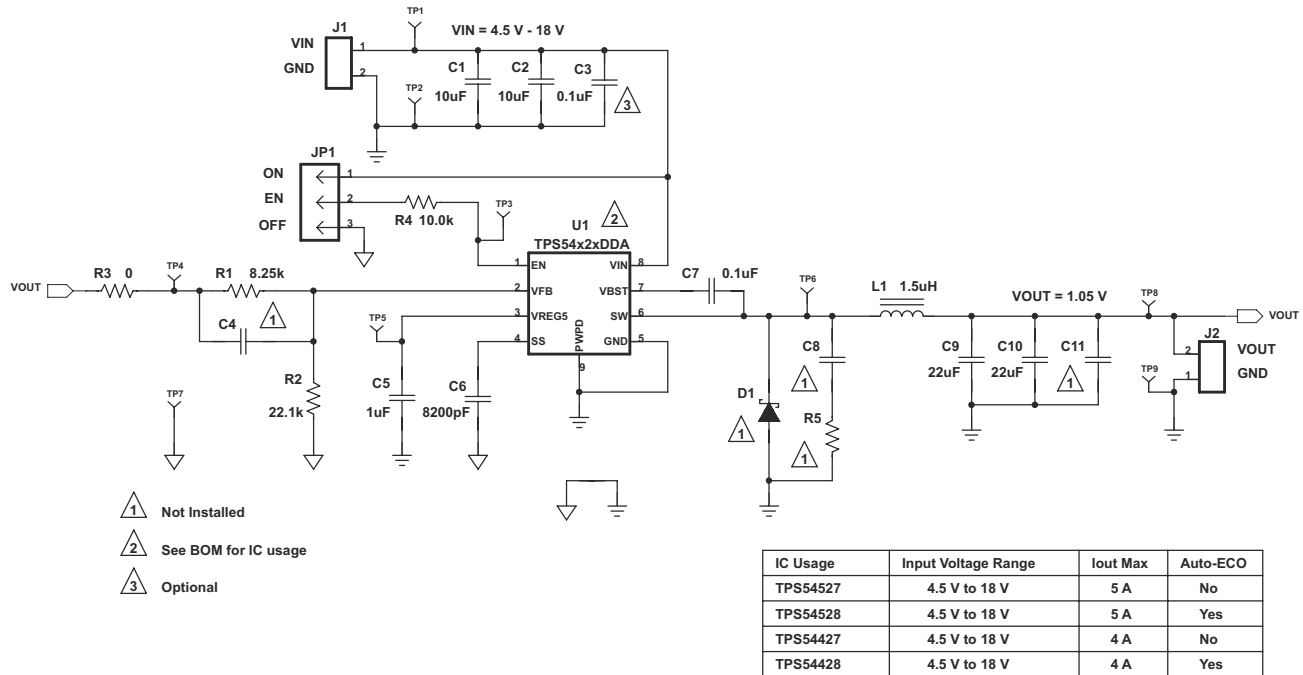 TP1
J1
VIN = 4.5 V - 18 V
VIN
1
GND
2
C1
10uF
C2
10uF
C3
0.1uF
3
TP2
JP1
ON
1
EN
2
OFF
3
R4 10.0k
TP3
2
U1
TPS54x2xDDA
1
EN
VIN
8
2
VFB
VBST
7
3
VREG5
SW
6
4
SS
GND
5
PWPD
9
VOUT
R3 0
TP4
R1 8.25k
1
C4
TP5
R2
22.1k
TP7
C5
1uF
C6
8200pF
C7
0.1uF
TP6
L1
1.5uH
VOUT = 1.05 V
TP8
VOUT
J2
2
VOUT
TP9
1
GND
C8
1
D1
1
R5
1
C9
22uF
C10
22uF
C11
1
1 Not Installed
2 See BOM for IC usage
3 Optional
IC Usage Input Voltage Range Iout Max Auto-ECO
TPS54527 4.5 V to 18 V 5 A No
TPS54528 4.5 V to 18 V 5 A Yes
TPS54427 4.5 V to 18 V 4 A No
TPS54428 4.5 V to 18 V 4 A Yes